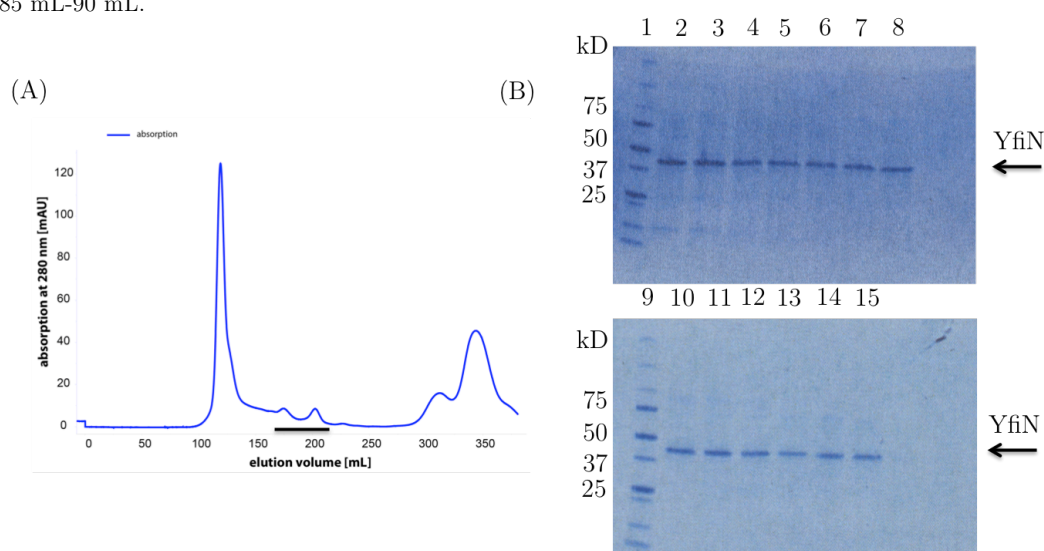 85 mL-90 mL.
(A)
absorption
absorption at 280 nm [mAU]
120
100
80
60
40
20
0
0 50 100 150 200 250 300 350
elution volume [mL]
(B)
1 2 3 4 5 6 7 8
kD
75
50
37
25
YfiN
9 10 11 12 13 14 15
kD
75
50
37
25
YfiN